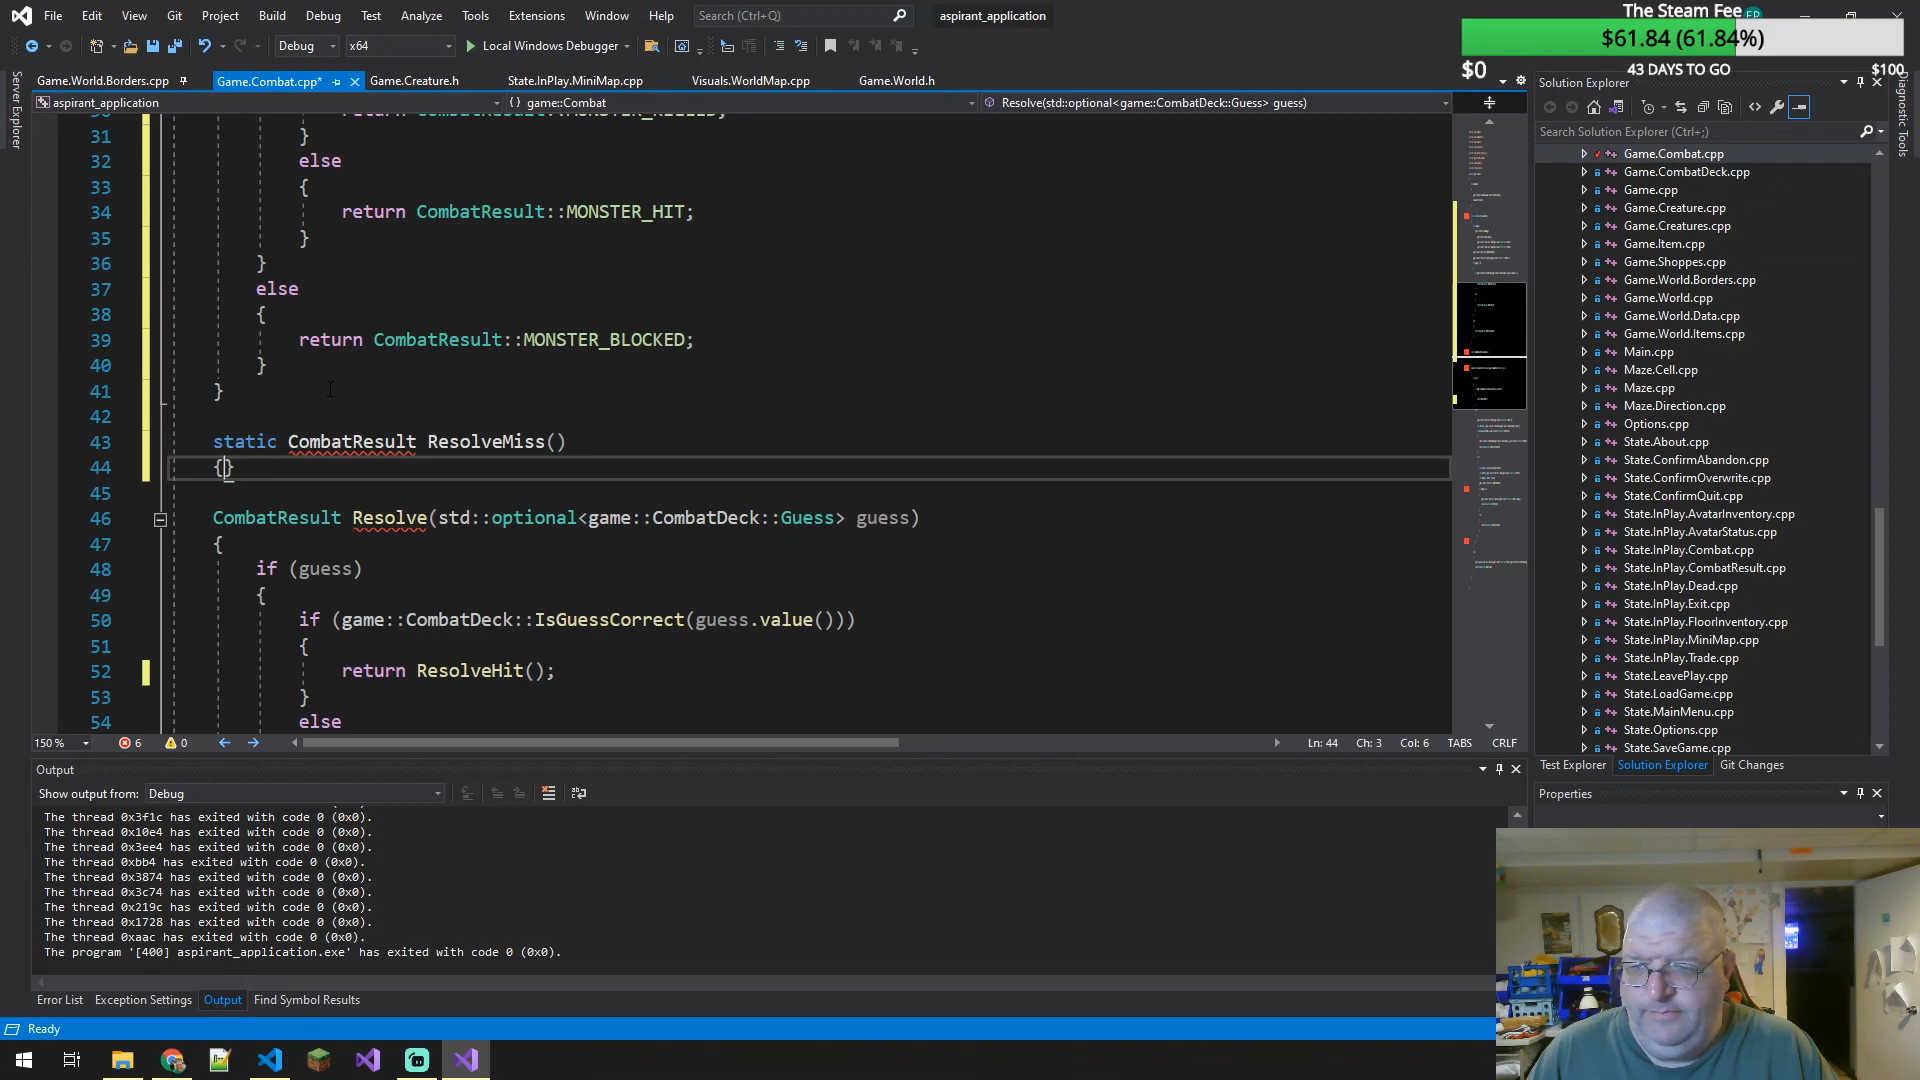 File Edit View Git Project Build Debug Test Analyze Tools Extensions Window Help Search (Ctrl+Q) aspirant_application
The Steam Fee
$61.84 (61.84%)
$0 43 DAYS TO GO $100
Debug x64 Local Windows Debugger
Server Explorer
Game.World.Borders.cpp Game.Combat.cpp* Game.Creature.h State.InPlay.MiniMap.cpp Visuals.WorldMap.cpp Game.World.h
aspirant_application {} game::Combat Resolve(std::optional<game::CombatDeck::Guess> guess)
31 }
32 else
33 {
34 return CombatResult::MONSTER_HIT;
35 }
36 }
37 else
38 {
39 return CombatResult::MONSTER_BLOCKED;
40 }
41 }
42
43 static CombatResult ResolveMiss()
44 {}
45
46 CombatResult Resolve(std::optional<game::CombatDeck::Guess> guess)
47 {
48 if (guess)
49 {
50 if (game::CombatDeck::IsGuessCorrect(guess.value()))
51 {
52 return ResolveHit();
53 }
54 else
150 % 6 0 Ln: 44 Ch: 3 Col: 6 TABS CRLF
Output
Show output from: Debug
The thread 0x3f1c has exited with code 0 (0x0).
The thread 0x10e4 has exited with code 0 (0x0).
The thread 0x3ee4 has exited with code 0 (0x0).
The thread 0xbb4 has exited with code 0 (0x0).
The thread 0x3874 has exited with code 0 (0x0).
The thread 0x3c74 has exited with code 0 (0x0).
The thread 0x219c has exited with code 0 (0x0).
The thread 0x1728 has exited with code 0 (0x0).
The thread 0xaac has exited with code 0 (0x0).
The program '[400] aspirant_application.exe' has exited with code 0 (0x0).
Error List Exception Settings Output Find Symbol Results
Ready
Solution Explorer
Search Solution Explorer (Ctrl+;)
Game.Combat.cpp
Game.CombatDeck.cpp
Game.cpp
Game.Creature.cpp
Game.Creatures.cpp
Game.Item.cpp
Game.Shoppes.cpp
Game.World.Borders.cpp
Game.World.cpp
Game.World.Data.cpp
Game.World.Items.cpp
Main.cpp
Maze.Cell.cpp
Maze.cpp
Maze.Direction.cpp
Options.cpp
State.About.cpp
State.ConfirmAbandon.cpp
State.ConfirmOverwrite.cpp
State.ConfirmQuit.cpp
State.InPlay.AvatarInventory.cpp
State.InPlay.AvatarStatus.cpp
State.InPlay.Combat.cpp
State.InPlay.CombatResult.cpp
State.InPlay.Dead.cpp
State.InPlay.Exit.cpp
State.InPlay.FloorInventory.cpp
State.InPlay.MiniMap.cpp
State.InPlay.Trade.cpp
State.LeavePlay.cpp
State.LoadGame.cpp
State.MainMenu.cpp
State.Options.cpp
State.SaveGame.cpp
Test Explorer Solution Explorer Git Changes
Properties
Diagnostic Tools